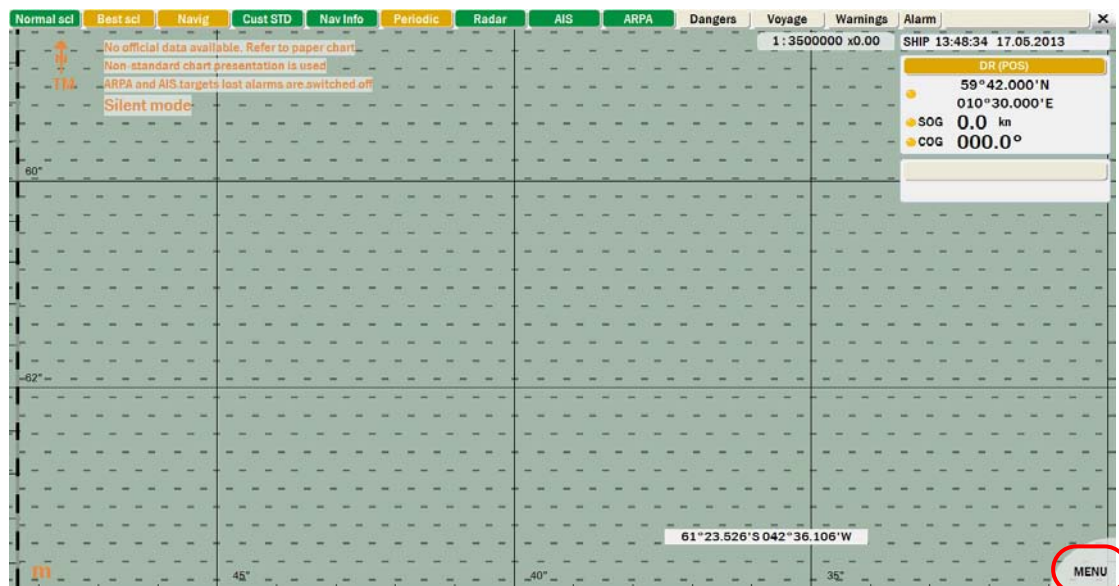 Normal scl Best scl Navig Cust STD Nav Info Periodic Radar AIS ARPA Dangers Voyage Warnings Alarm
No official data available. Refer to paper chart
Non-standard chart presentation is used
ARPA and AIS targets lost alarms are switched off
Silent mode
TM
1:3500000 x0.00
SHIP 13:48:34 17.05.2013
DR (POS)
59°42.000'N
010°30.000'E
SOG 0.0 kn
COG 000.0°
60°
62°
61°23.526'S 042°36.106'W
m
45° 40° 35°
MENU